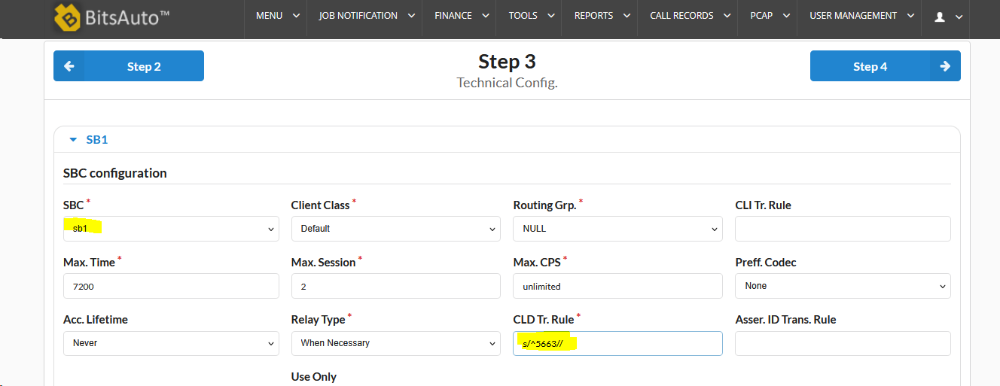 BitsAuto™ MENU JOB NOTIFICATION FINANCE TOOLS REPORTS CALL RECORDS PCAP USER MANAGEMENT
Step 2 Step 3 Step 4
Technical Config.
SB1
SBC configuration
SBC * Client Class * Routing Grp. * CLI Tr. Rule
sb1 Default NULL
Max. Time * Max. Session * Max. CPS * Preff. Codec
7200 2 unlimited None
Acc. Lifetime Relay Type * CLD Tr. Rule * Asser. ID Trans. Rule
Never When Necessary s/^5663//
Use Only